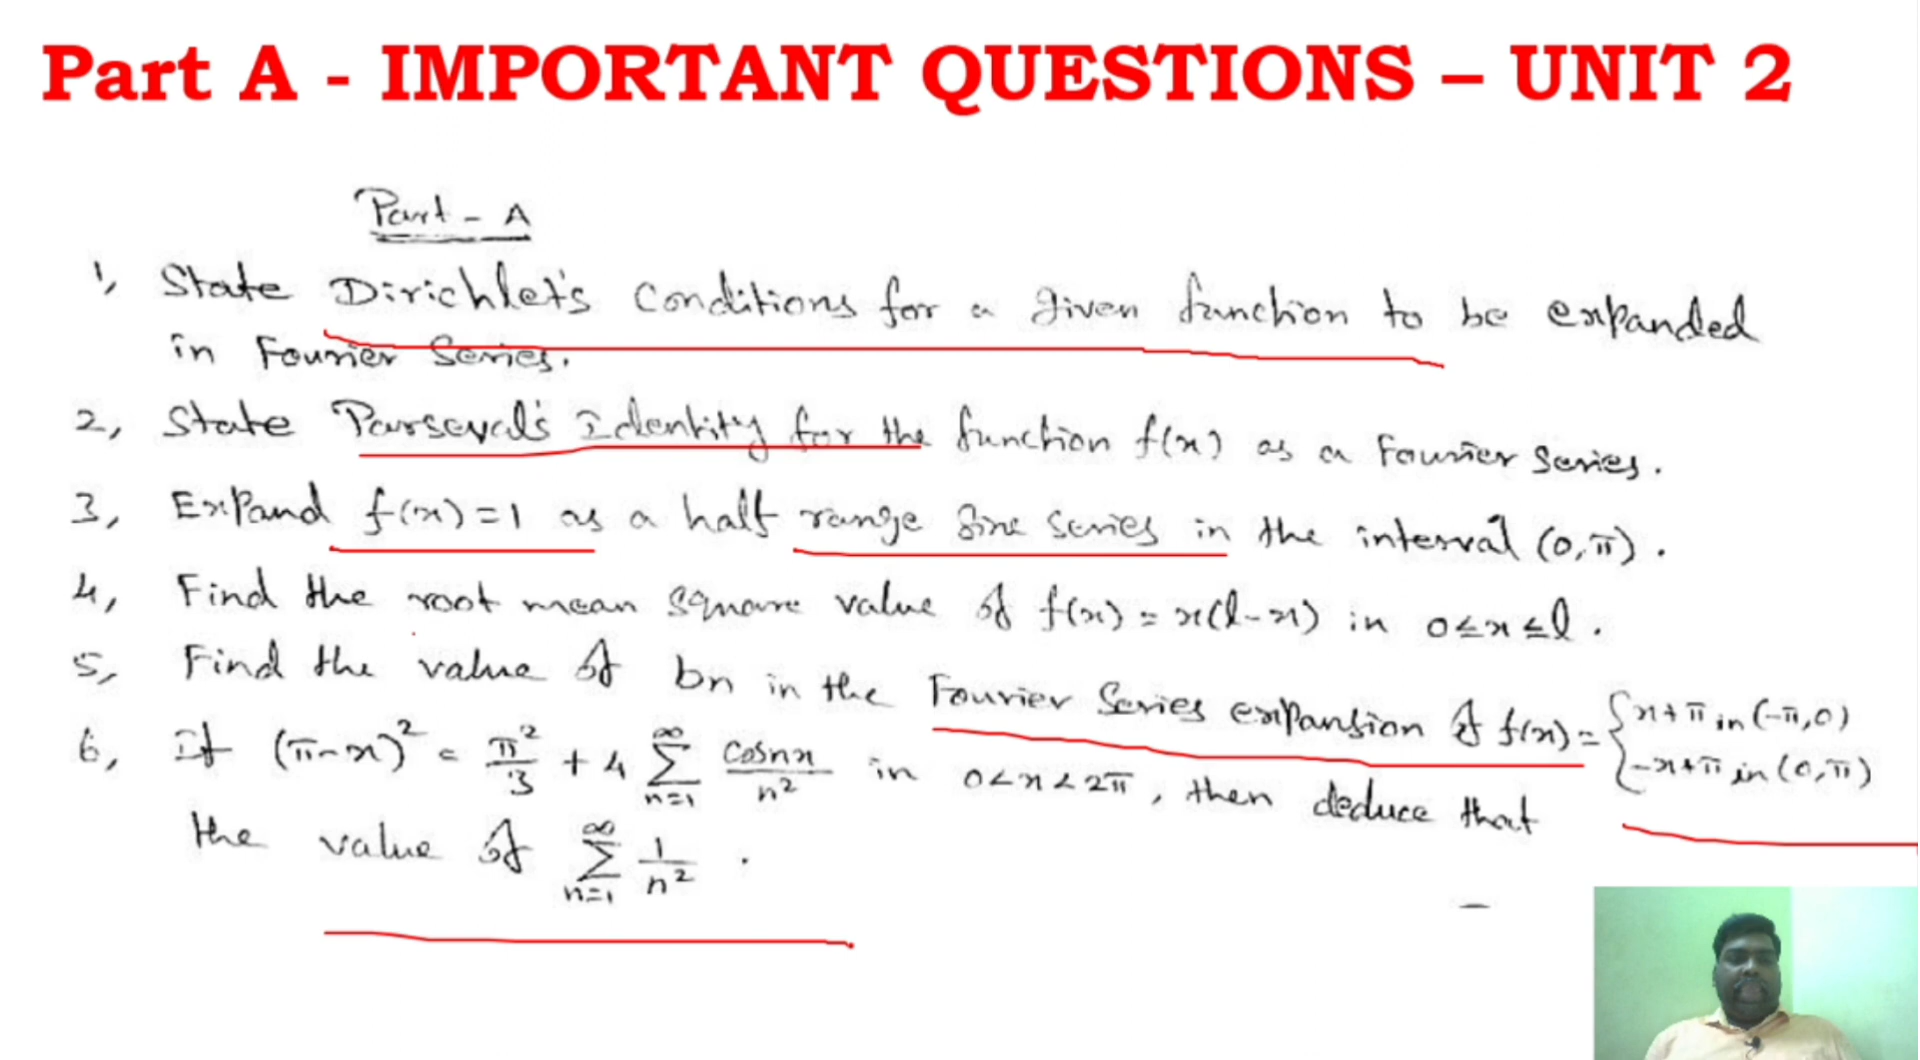 Part A - IMPORTANT QUESTIONS – UNIT 2
Part - A
1, State Dirichlet's Conditions for a given function to be expanded
in Fourier Series.
2, State Parseval's Identity for the function f(x) as a Fourier Series.
3, Expand f(x)=1 as a half range Sine Series in the interval (0,π).
4, Find the root mean square value of f(x) = x(l-x) in 0≤x≤l.
5, Find the value of bn in the Fourier Series expansion of f(x) = { x+π in (-π,0)
-x+π in (0,π)
6, If (π-x)² = π²/3 + 4 ∞ Σ n=1 cosnx/n² in 0<x<2π, then deduce that
the value of ∞ Σ n=1 1/n².